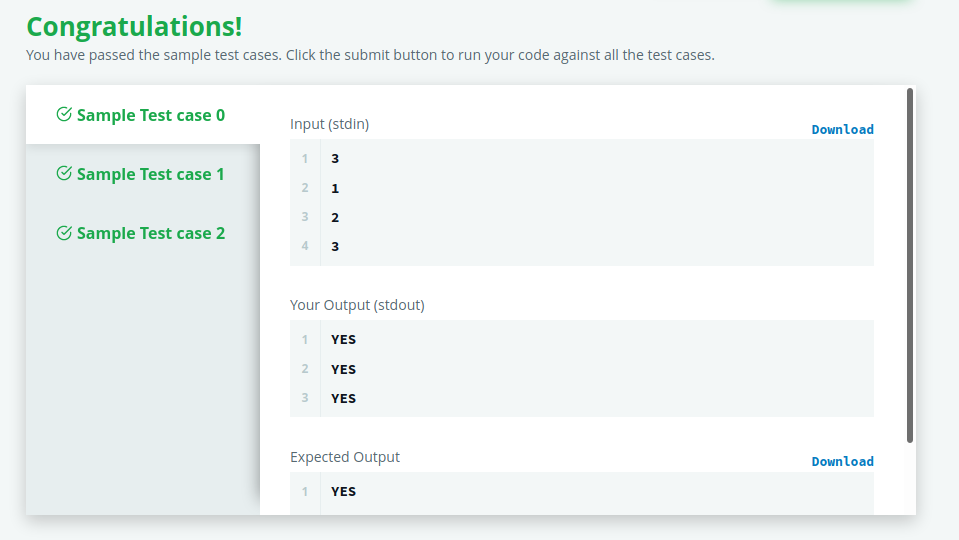 Congratulations!
You have passed the sample test cases. Click the submit button to run your code against all the test cases.
Sample Test case 0
Sample Test case 1
Sample Test case 2
Input (stdin)
Download
1 3
2 1
3 2
4 3
Your Output (stdout)
1 YES
2 YES
3 YES
Expected Output
Download
1 YES